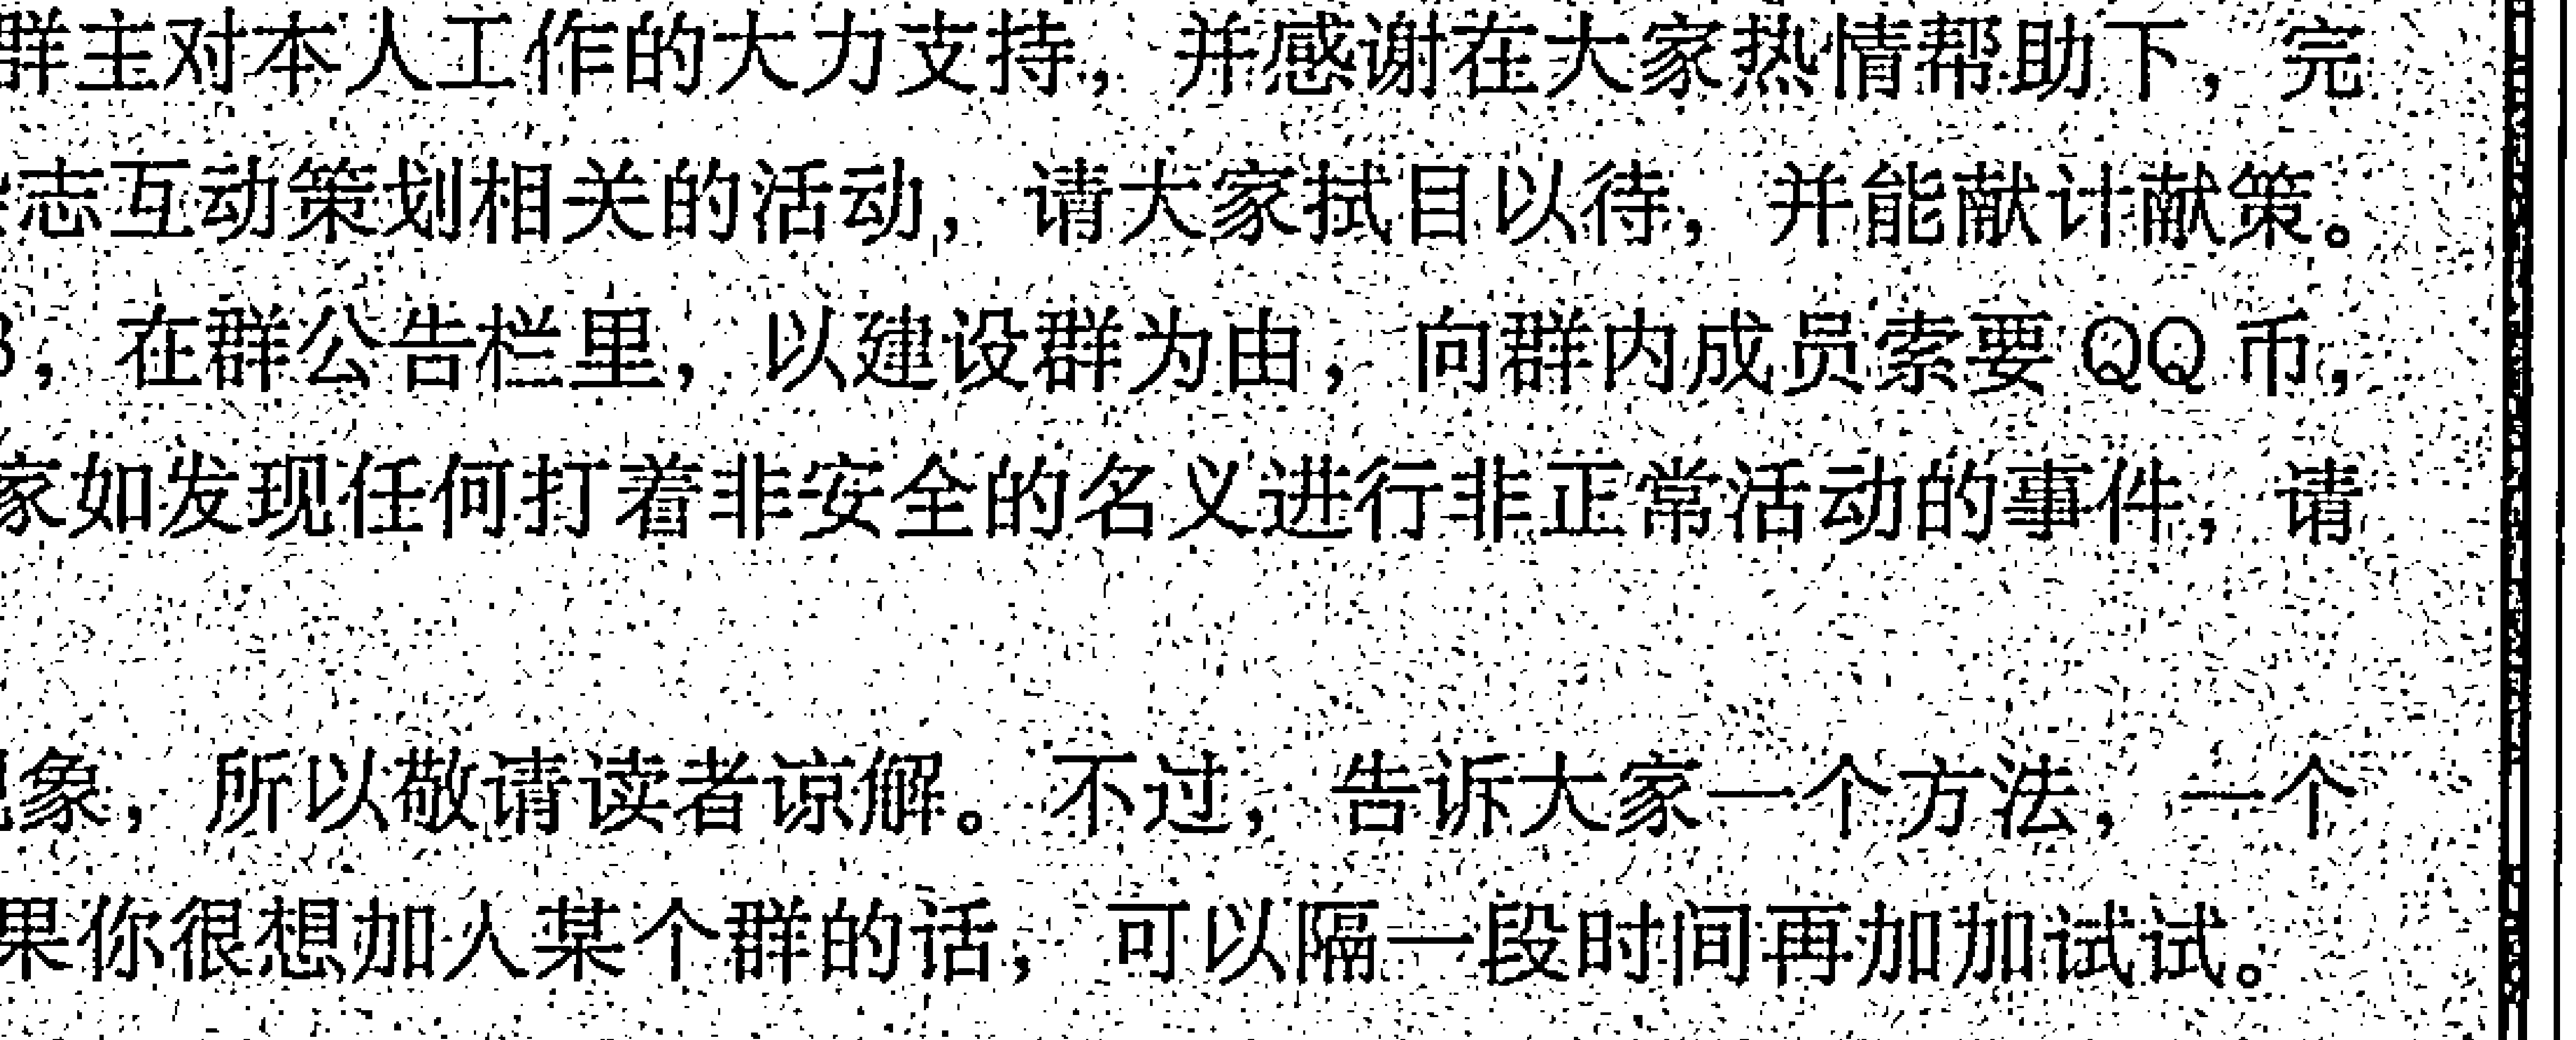 群主对本人工作的大力支持，并感谢在大家热情帮助下，完
志互动策划相关的活动，请大家拭目以待，并能献计献策。
，在群公告栏里，以建设群为由，向群内成员索要 QQ 币，
家如发现任何打着非安全的名义进行非正常活动的事件，请
象，所以敬请读者谅解。不过，告诉大家一个方法，一个
果你很想加入某个群的话，可以隔一段时间再加加试试。